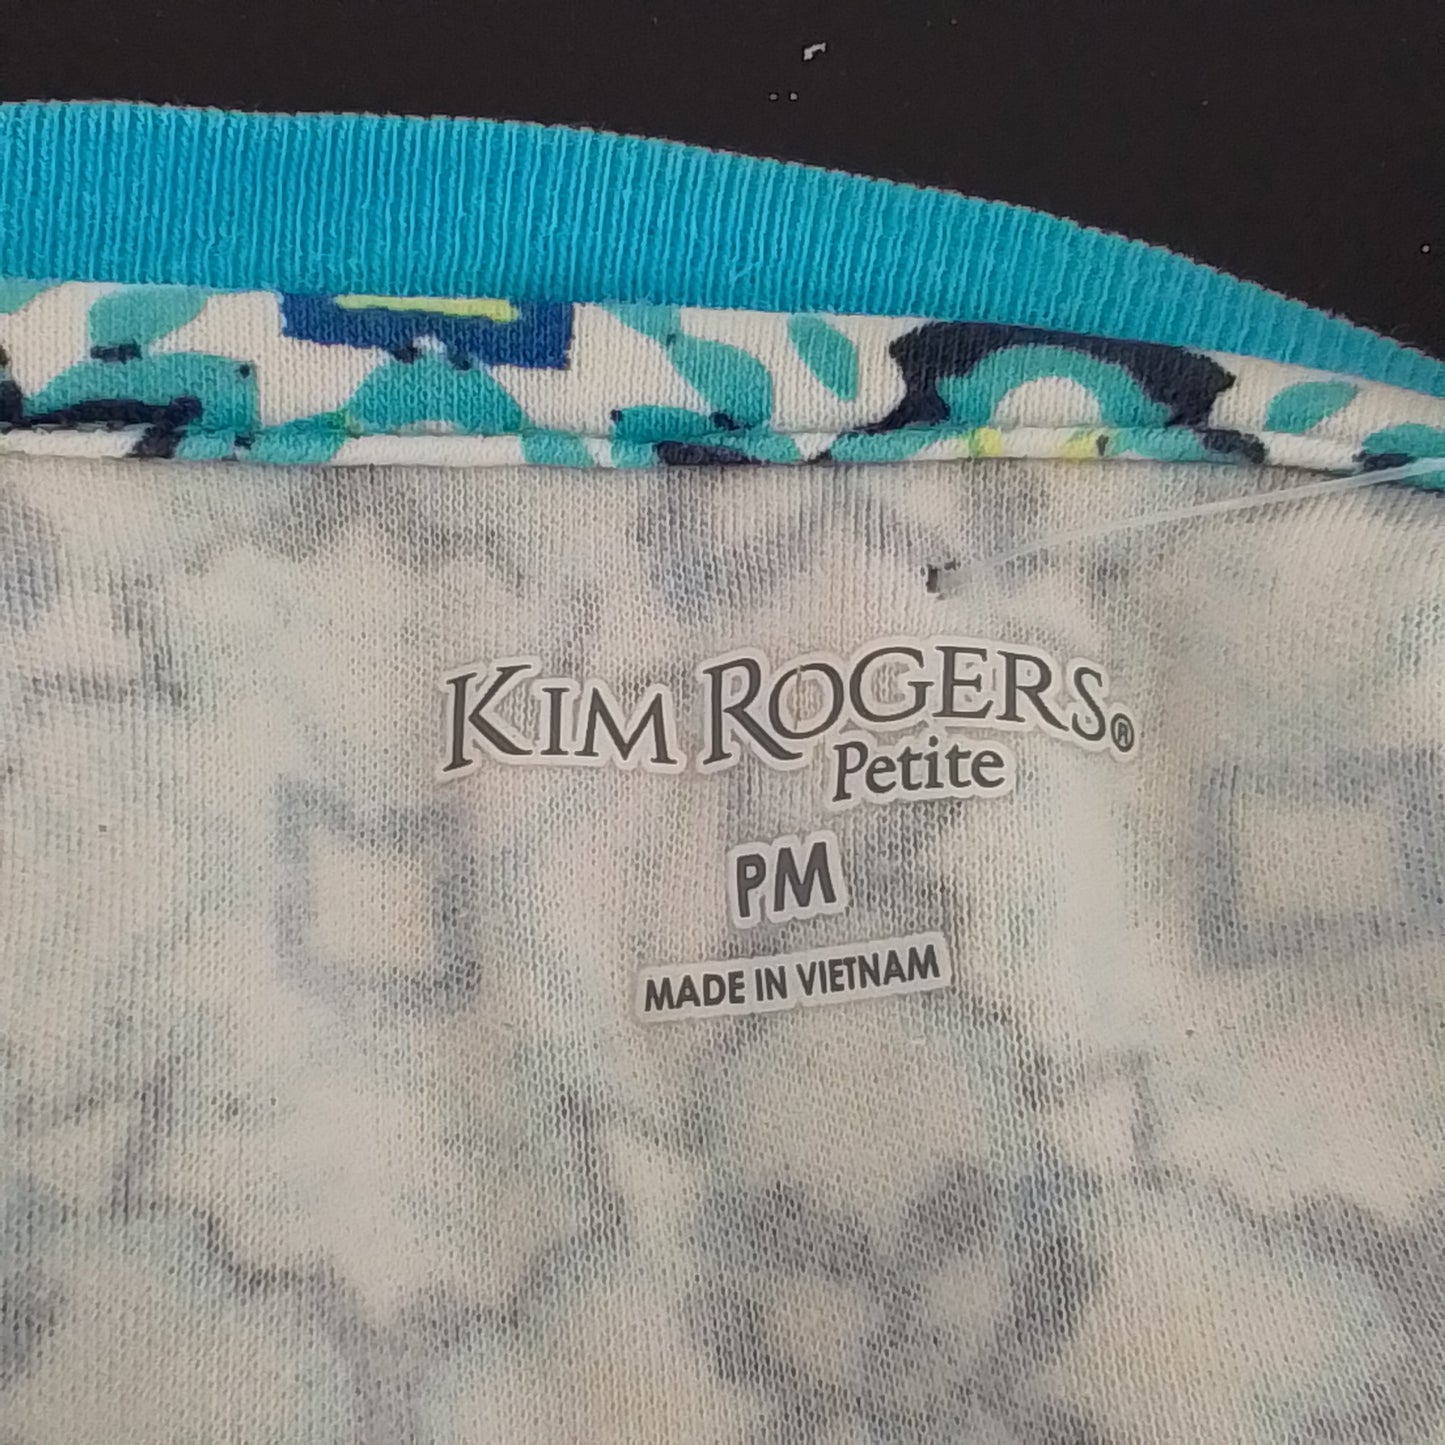 KIM ROGERS®
Petite
PM
MADE IN VIETNAM